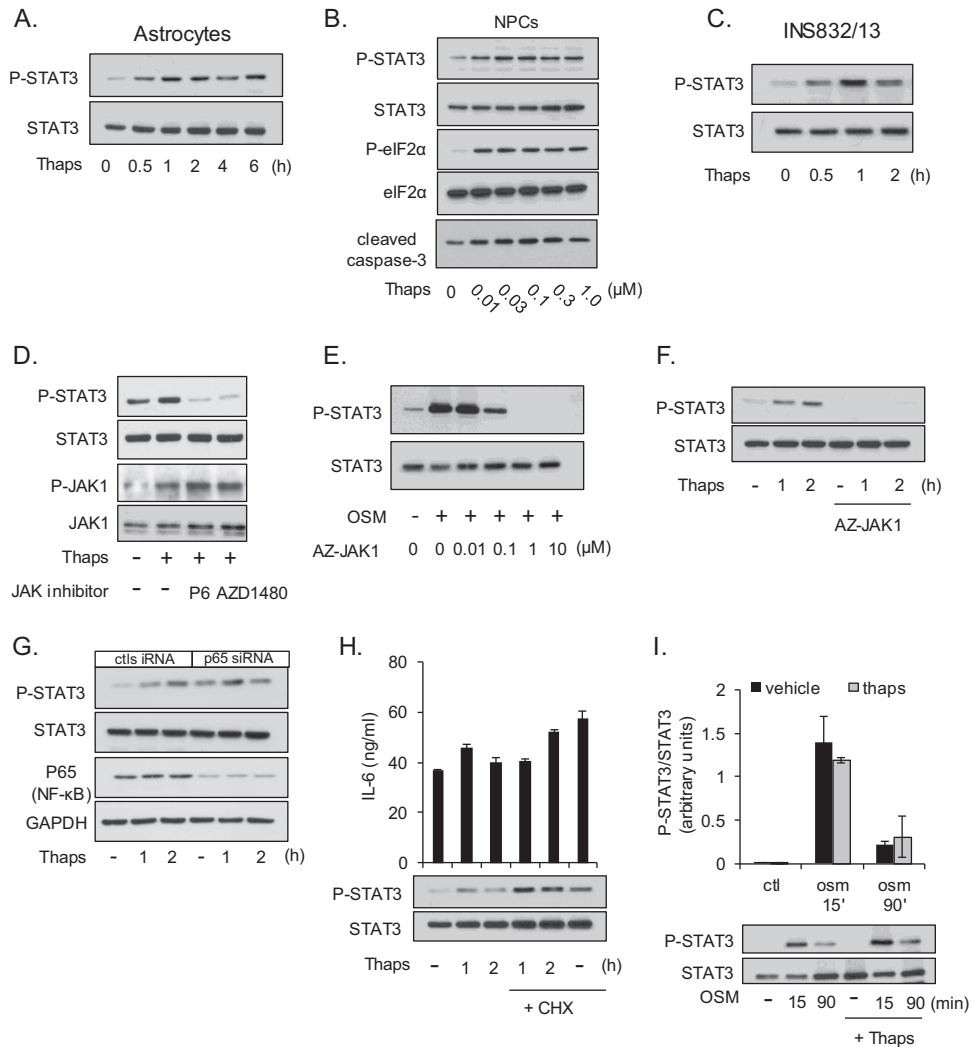 A.
Astrocytes
P-STAT3
STAT3
Thaps 0 0.5 1 2 4 6 (h)
B.
NPCs
P-STAT3
STAT3
P-eIF2α
eIF2α
cleaved
caspase-3
Thaps 0 0.01 0.03 0.1 0.3 1.0 (μM)
C.
INS832/13
P-STAT3
STAT3
Thaps 0 0.5 1 2 (h)
D.
P-STAT3
STAT3
P-JAK1
JAK1
Thaps - + + +
JAK inhibitor - - P6 AZD1480
E.
P-STAT3
STAT3
OSM - + + + + +
AZ-JAK1 0 0 0.01 0.1 1 10 (μM)
F.
P-STAT3
STAT3
Thaps - 1 2 - 1 2 (h)
AZ-JAK1
G.
ctls iRNA p65 siRNA
P-STAT3
STAT3
P65
(NF-κB)
GAPDH
Thaps - 1 2 - 1 2 (h)
H.
80
60
40
20
0
IL-6 (ng/ml)
P-STAT3
STAT3
Thaps - 1 2 1 2 - (h)
+ CHX
I.
vehicle thaps
2
1.5
1
0.5
0
P-STAT3/STAT3
(arbitrary units)
ctl osm osm
15' 90'
P-STAT3
STAT3
OSM - 15 90 - 15 90 (min)
+ Thaps